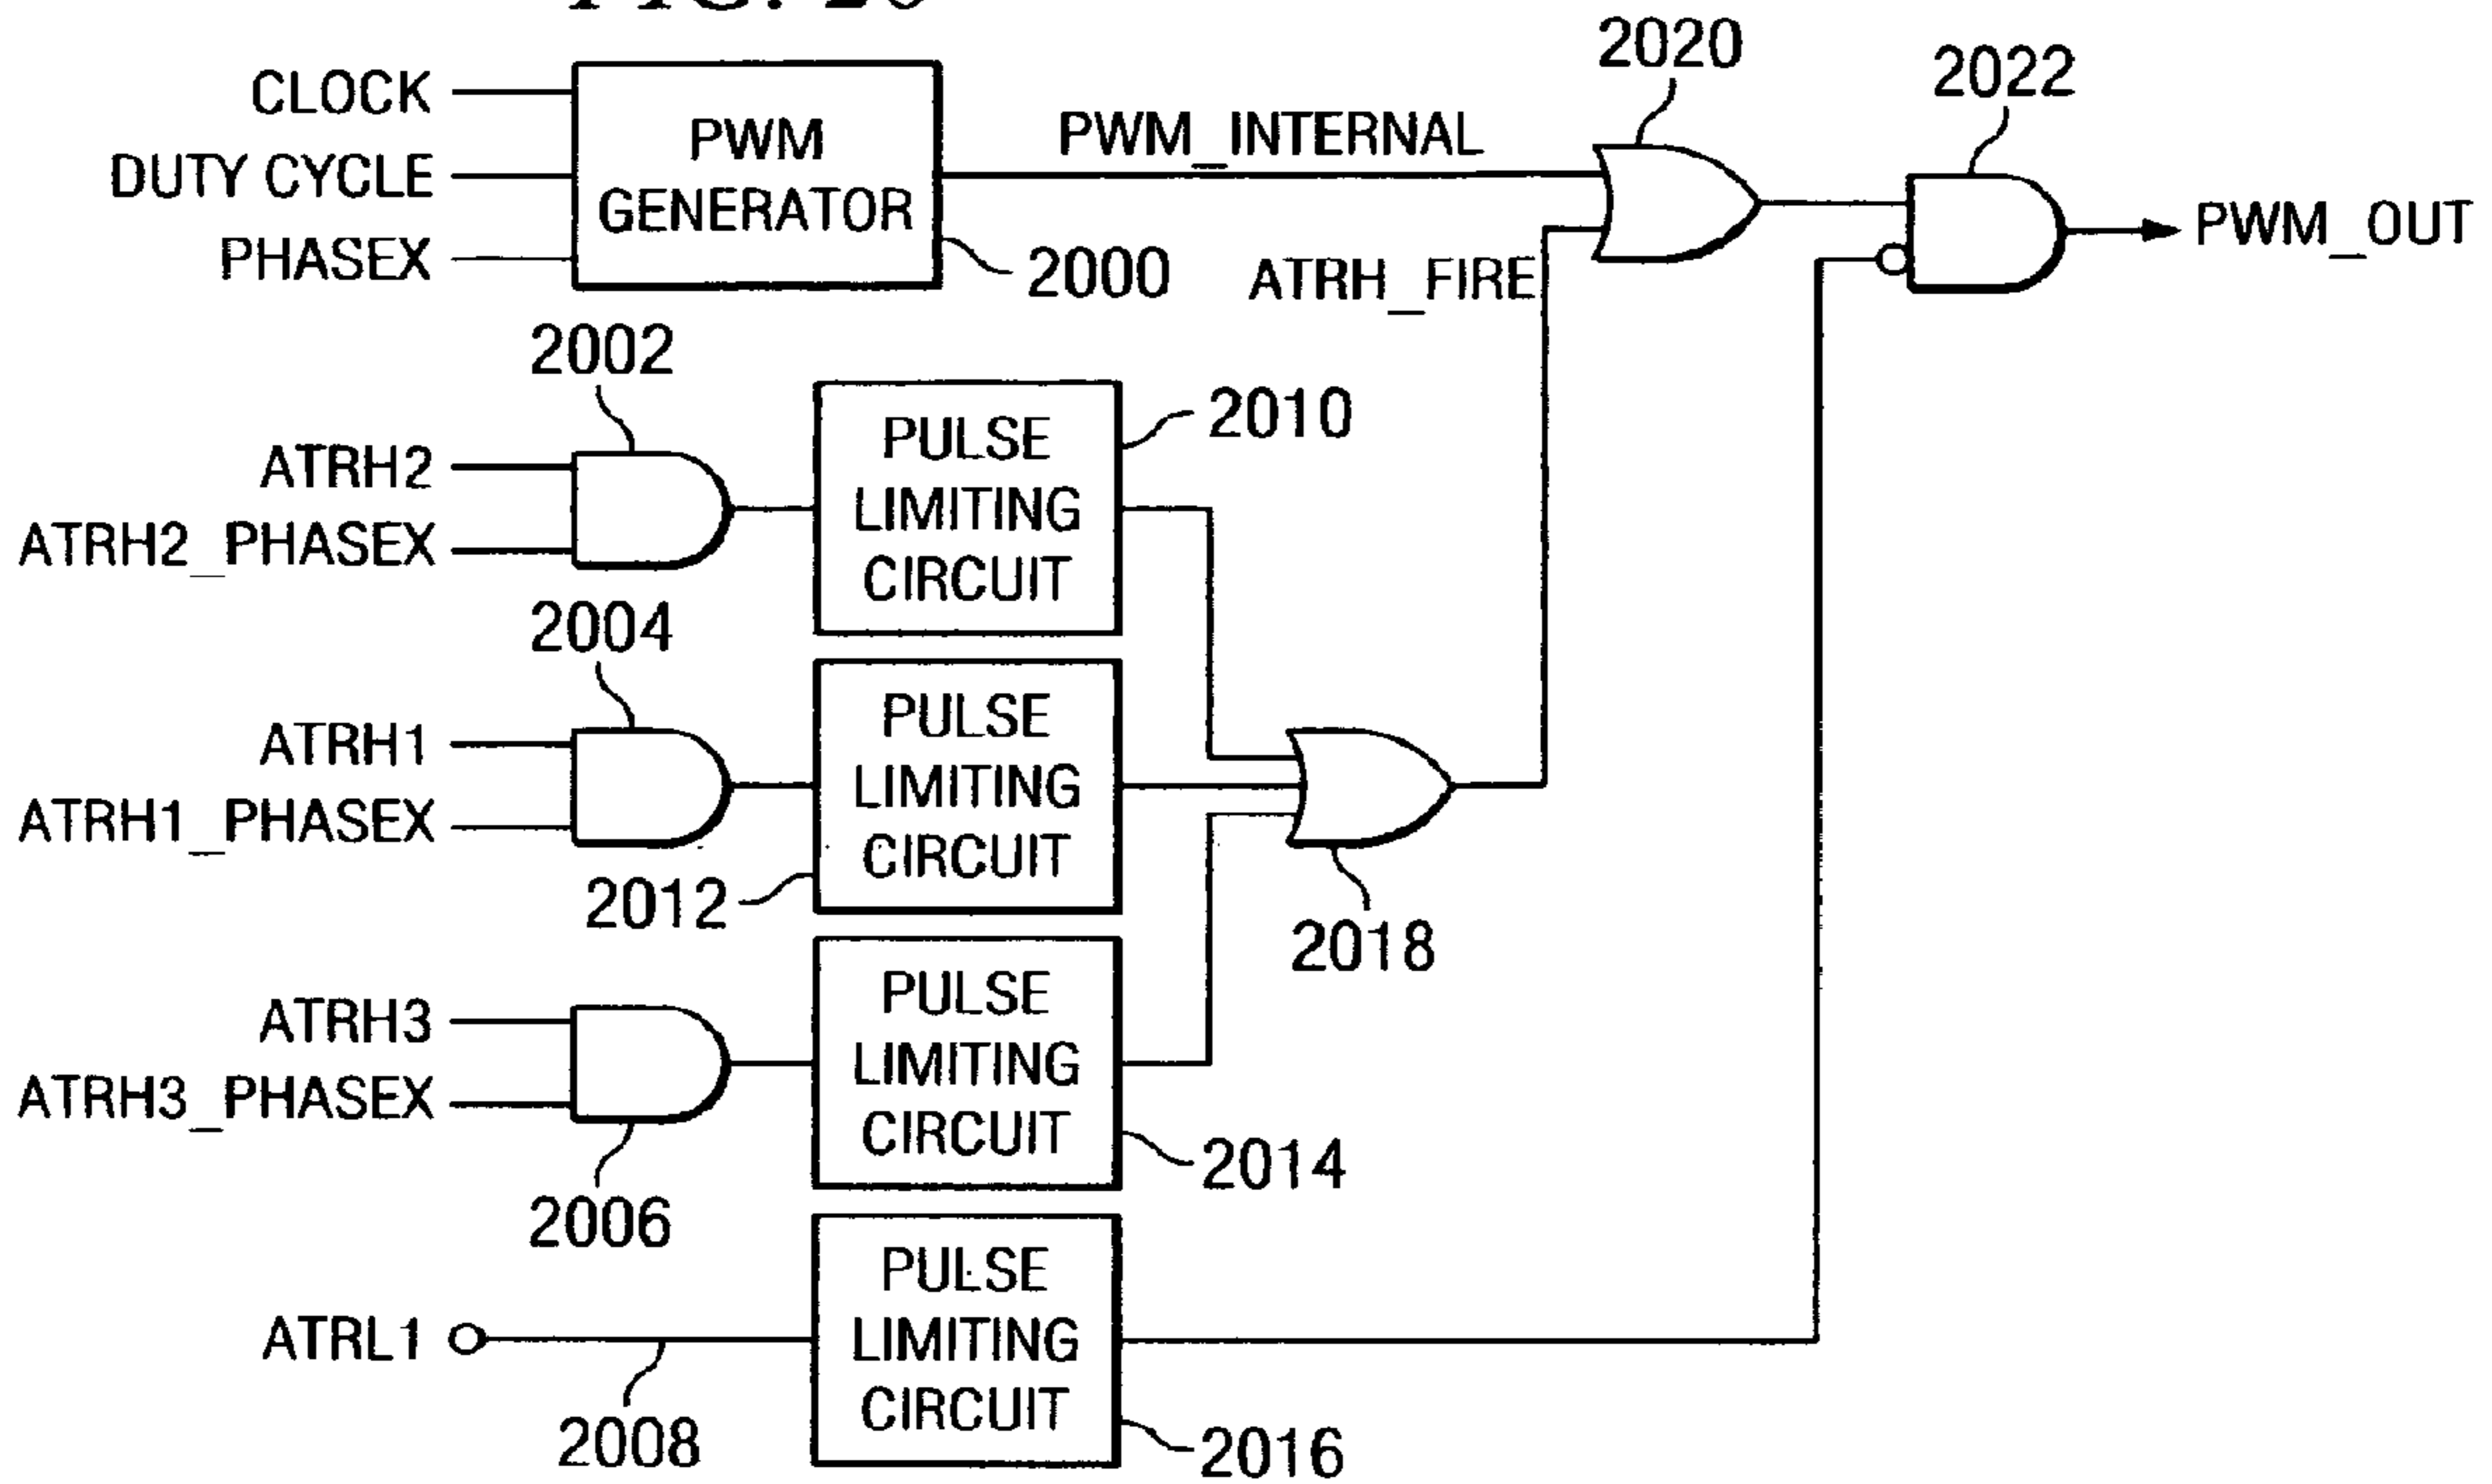 CLOCK
DUTY CYCLE
PHASEX
PWM
GENERATOR
2000
PWM_INTERNAL
ATRH_FIRE
2020
2022
PWM_OUT
2002
ATRH2
ATRH2_PHASEX
PULSE
LIMITING
CIRCUIT
2010
2004
ATRH1
ATRH1_PHASEX
PULSE
LIMITING
CIRCUIT
2012
2018
ATRH3
ATRH3_PHASEX
2006
PULSE
LIMITING
CIRCUIT
2014
ATRL1
2008
PULSE
LIMITING
CIRCUIT
2016